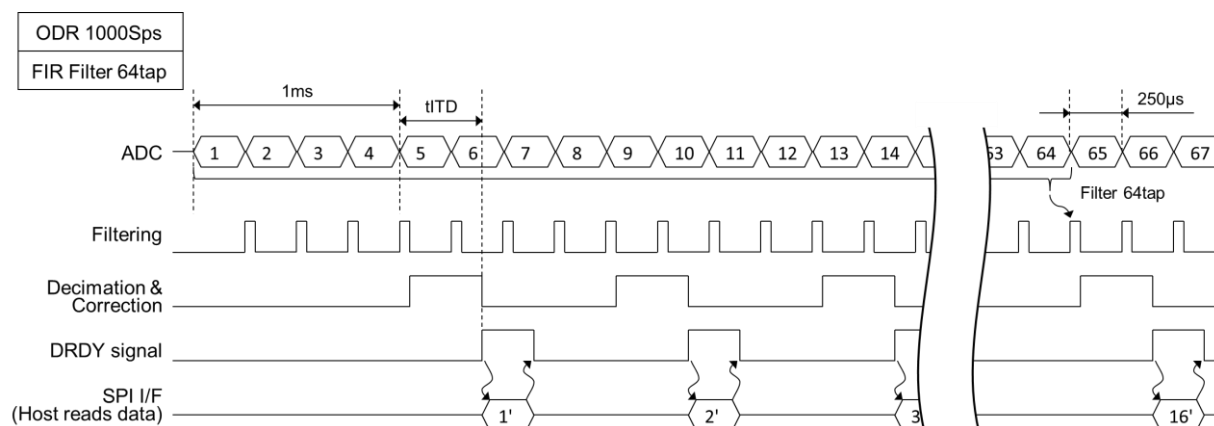 ODR 1000Sps
FIR Filter 64tap
1ms
tITD
250µs
ADC
1 2 3 4 5 6 7 8 9 10 11 12 13 14 53 64 65 66 67
Filter 64tap
Filtering
Decimation &
Correction
DRDY signal
SPI I/F
(Host reads data)
1' 2' 3 16'